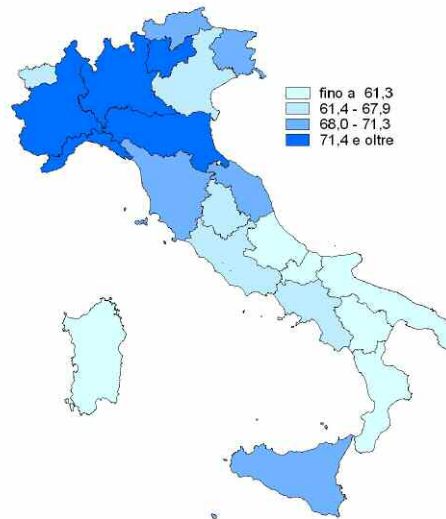 fino a 61,3
61,4 - 67,9
68,0 - 71,3
71,4 e oltre